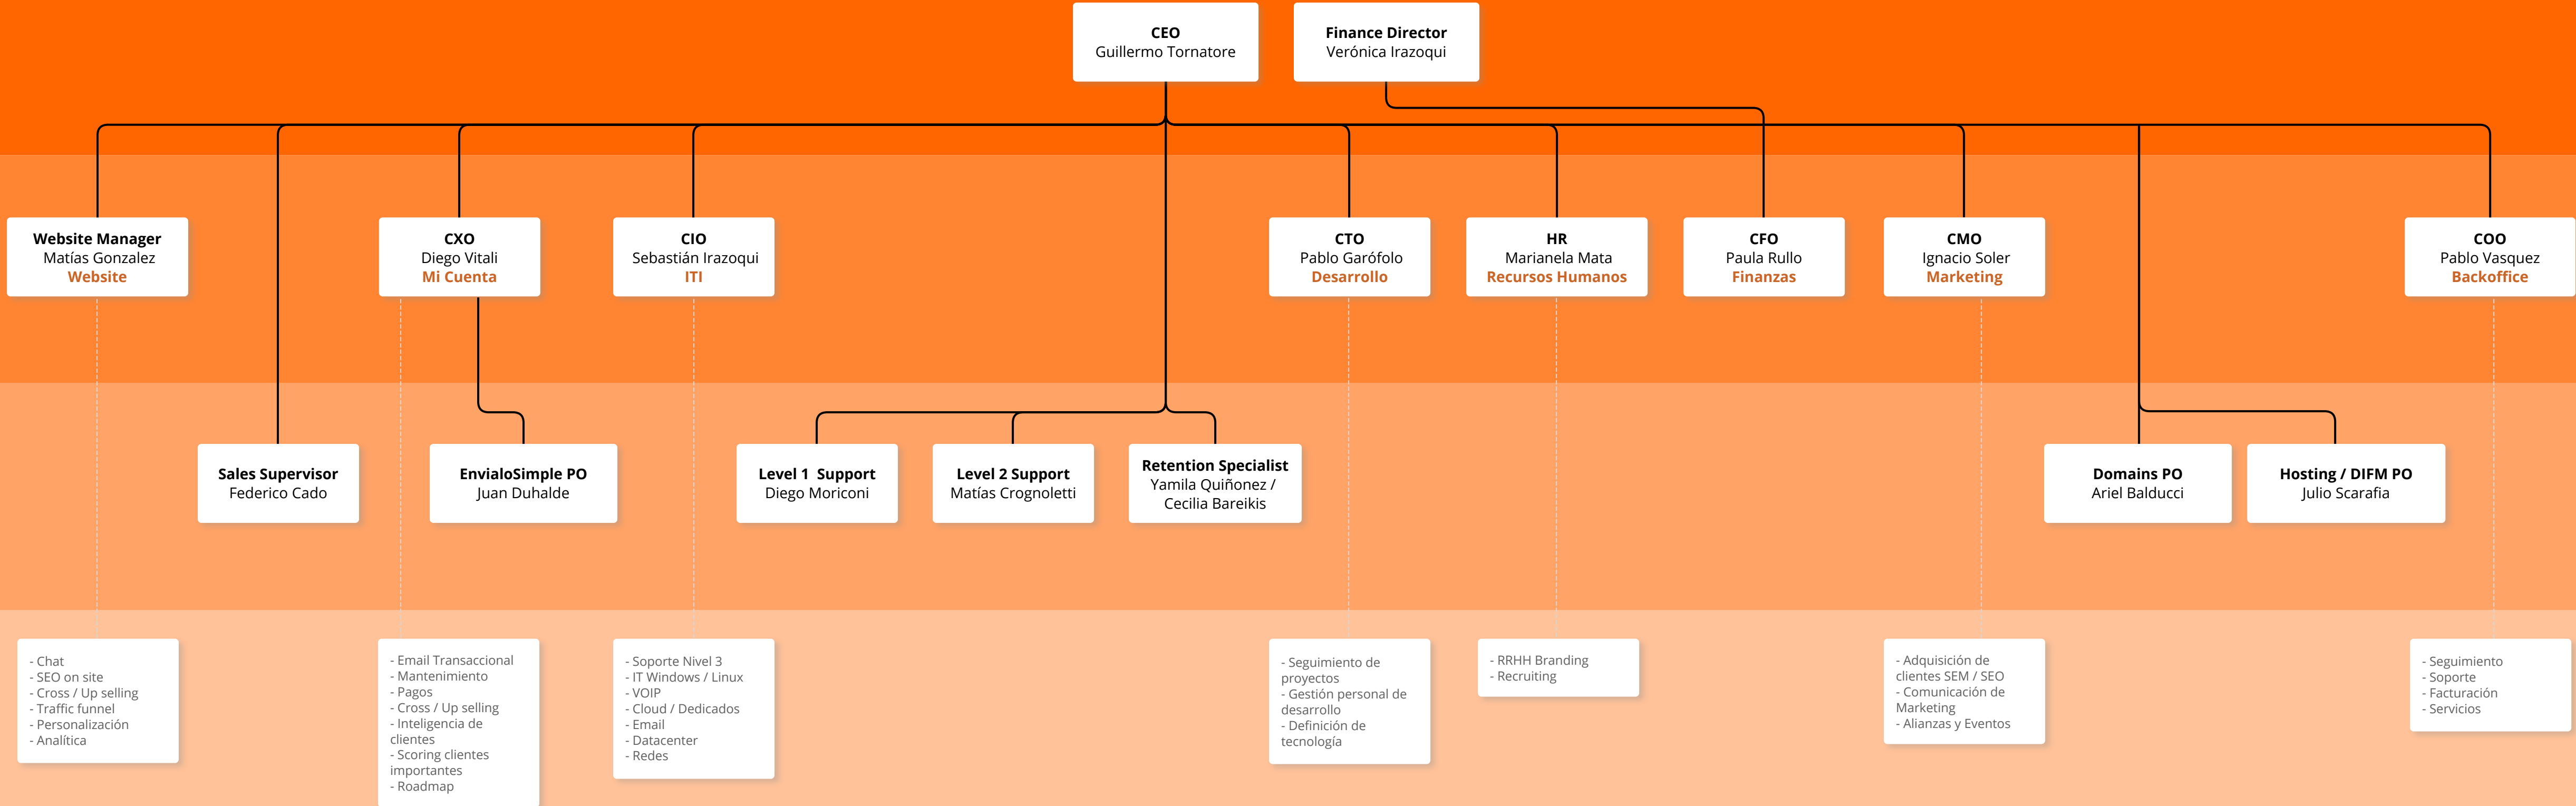 CEO
Guillermo Tornatore
Finance Director
Verónica Irazoqui
Website Manager
Matías Gonzalez
Website
CXO
Diego Vitali
Mi Cuenta
CIO
Sebastián Irazoqui
ITI
CTO
Pablo Garófolo
Desarrollo
HR
Marianela Mata
Recursos Humanos
CFO
Paula Rullo
Finanzas
CMO
Ignacio Soler
Marketing
COO
Pablo Vasquez
Backoffice
Sales Supervisor
Federico Cado
EnvialoSimple PO
Juan Duhalde
Level 1 Support
Diego Moriconi
Level 2 Support
Matías Crognoletti
Retention Specialist
Yamila Quiñonez /
Cecilia Bareikis
Domains PO
Ariel Balducci
Hosting / DIFM PO
Julio Scarafia
- Chat
- SEO on site
- Cross / Up selling
- Traffic funnel
- Personalización
- Analítica
- Email Transaccional
- Mantenimiento
- Pagos
- Cross / Up selling
- Inteligencia de
clientes
- Scoring clientes
importantes
- Roadmap
- Soporte Nivel 3
- IT Windows / Linux
- VOIP
- Cloud / Dedicados
- Email
- Datacenter
- Redes
- Seguimiento de
proyectos
- Gestión personal de
desarrollo
- Definición de
tecnología
- RRHH Branding
- Recruiting
- Adquisición de
clientes SEM / SEO
- Comunicación de
Marketing
- Alianzas y Eventos
- Seguimiento
- Soporte
- Facturación
- Servicios